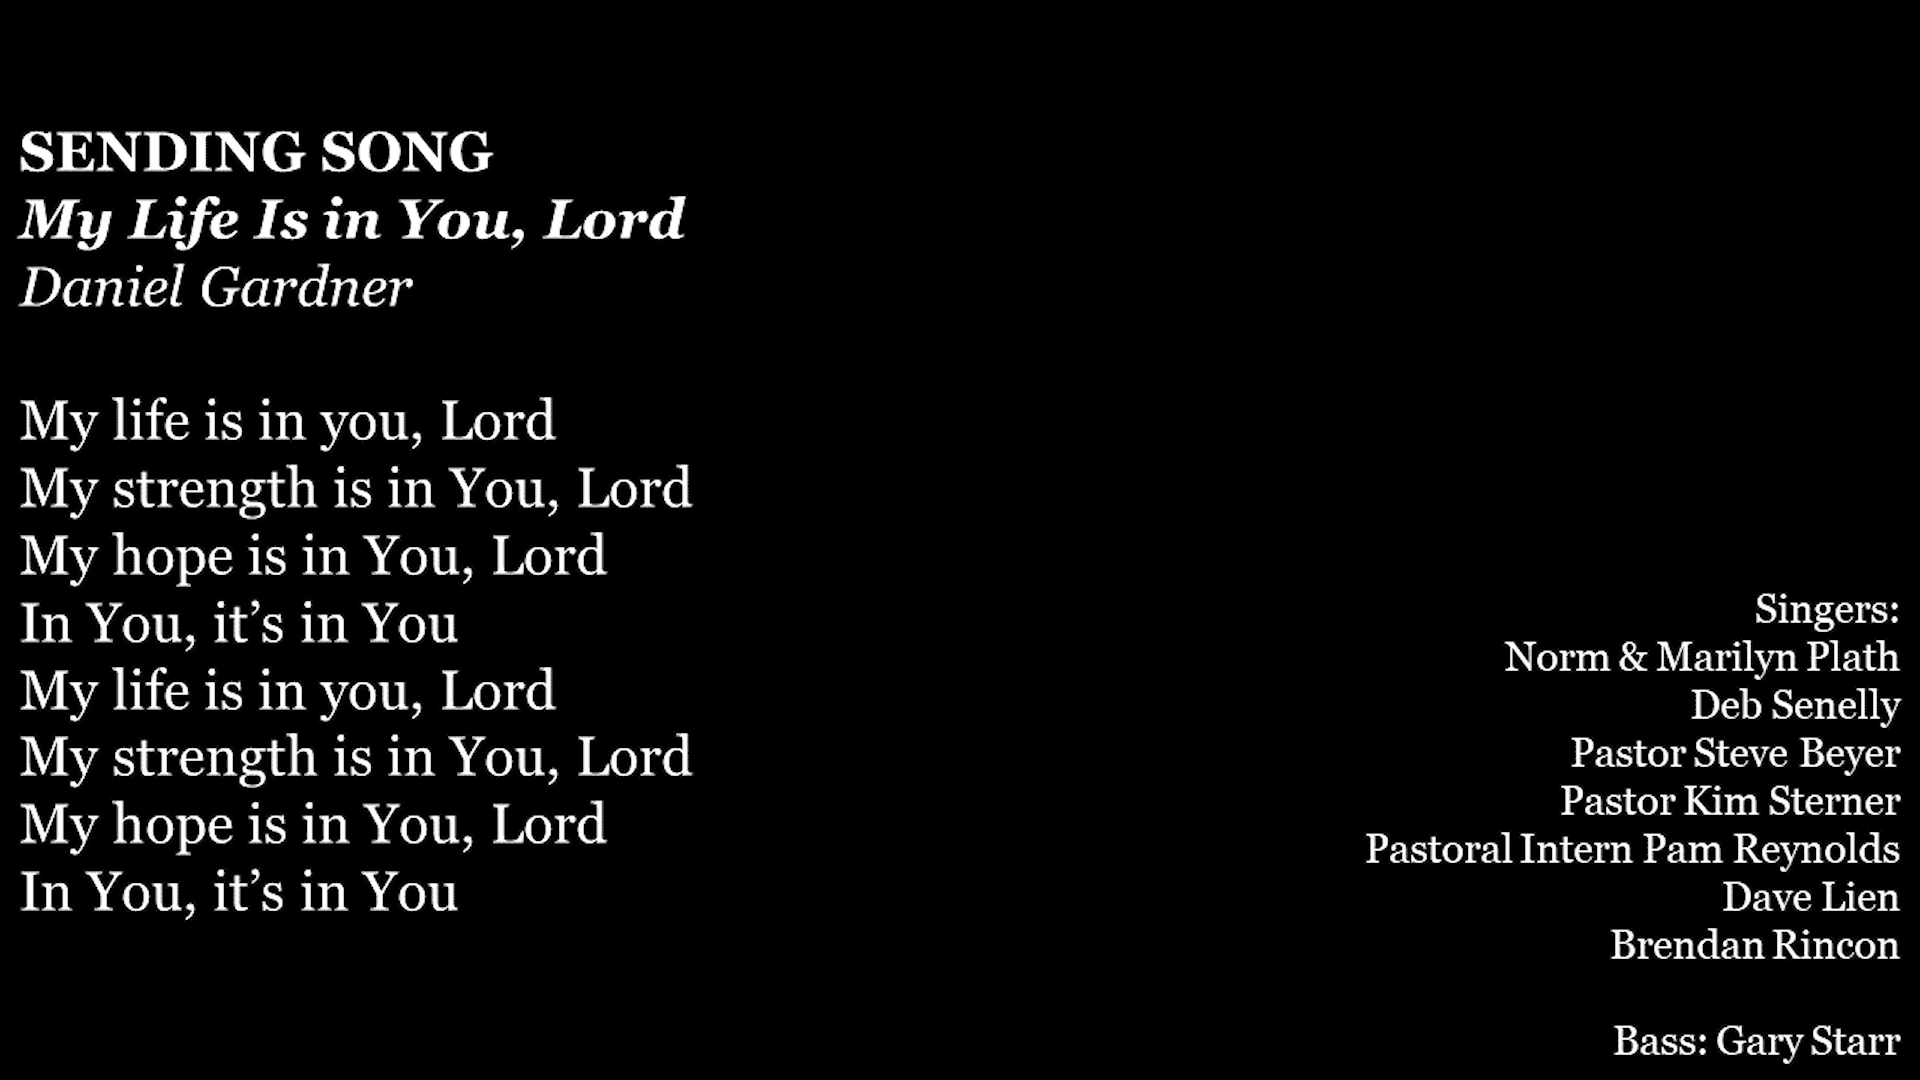 SENDING SONG
My Life Is in You, Lord
Daniel Gardner
My life is in you, Lord
My strength is in You, Lord
My hope is in You, Lord
In You, it’s in You
My life is in you, Lord
My strength is in You, Lord
My hope is in You, Lord
In You, it’s in You
Singers:
Norm & Marilyn Plath
Deb Senelly
Pastor Steve Beyer
Pastor Kim Sterner
Pastoral Intern Pam Reynolds
Dave Lien
Brendan Rincon
Bass: Gary Starr